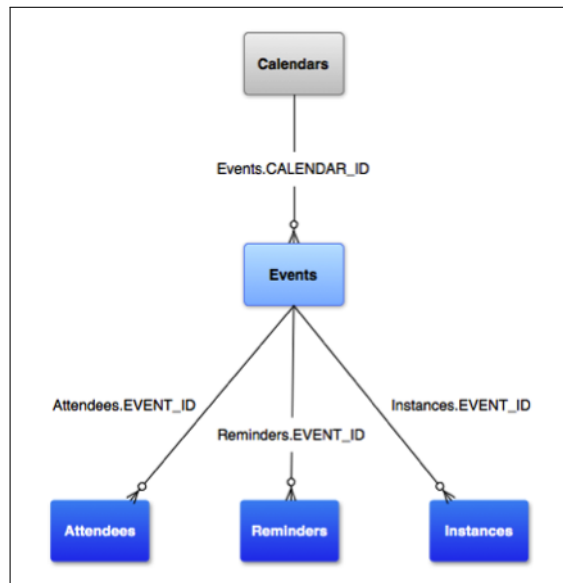 Calendars
Events.CALENDAR_ID
Events
Attendees.EVENT_ID
Instances.EVENT_ID
Reminders.EVENT_ID
Attendees
Reminders
Instances